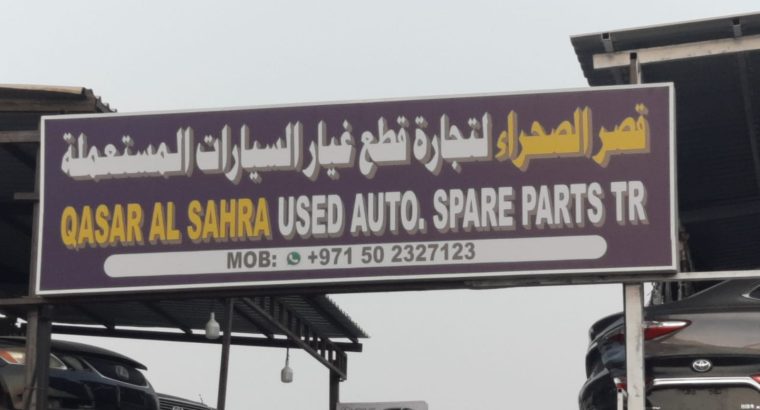 قصر الصحراء لتجارة قطع غيار السيارات المستعملة
QASAR AL SAHRA USED AUTO. SPARE PARTS TR
MOB: +971 50 2327123